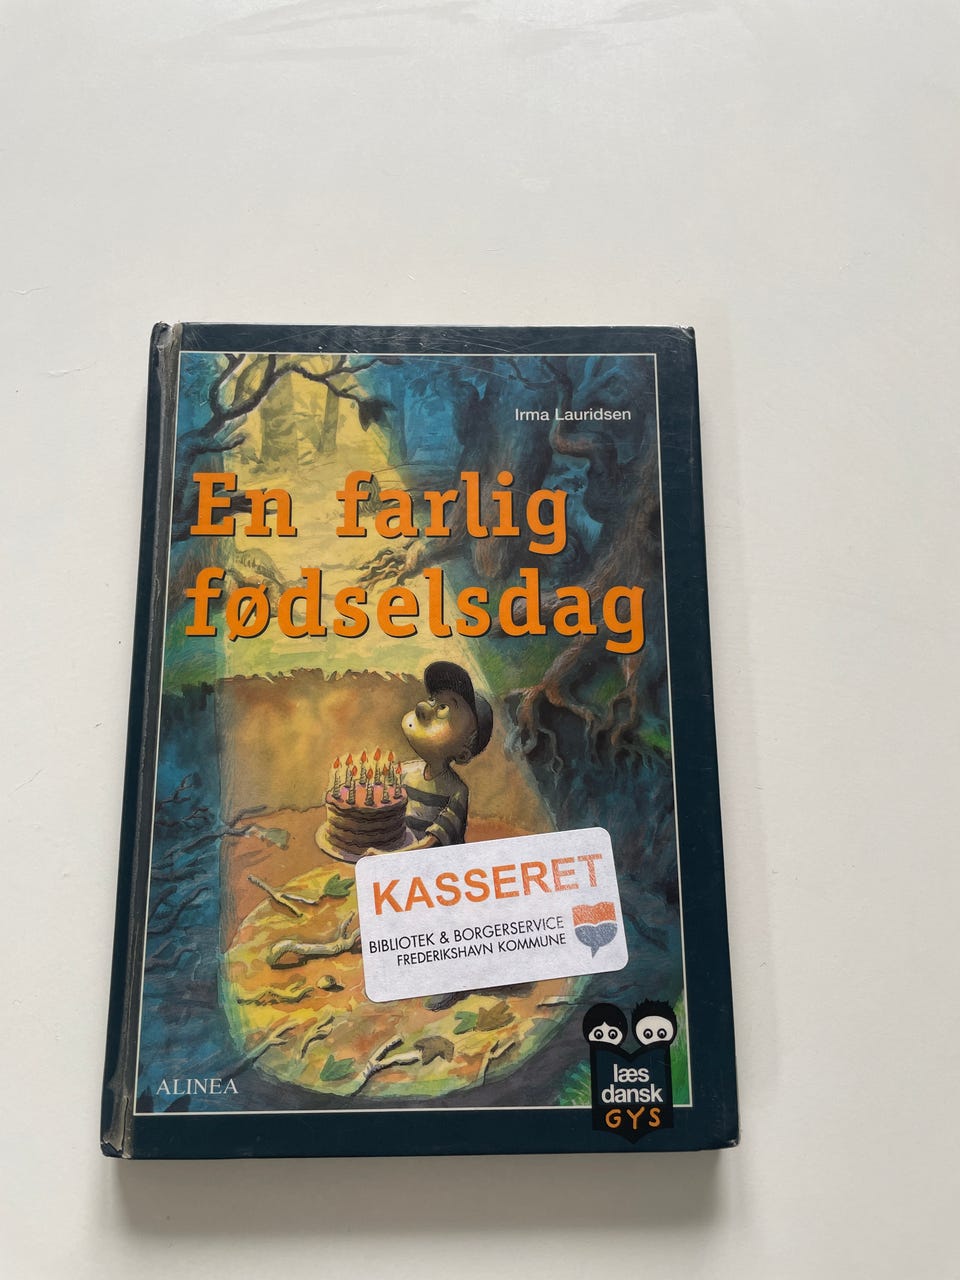 Irma Lauridsen
En farlig
fødselsdag
KASSERET
BIBLIOTEK & BORGERSERVICE
FREDERIKSHAVN KOMMUNE
ALINEA
læs
dansk
GYS